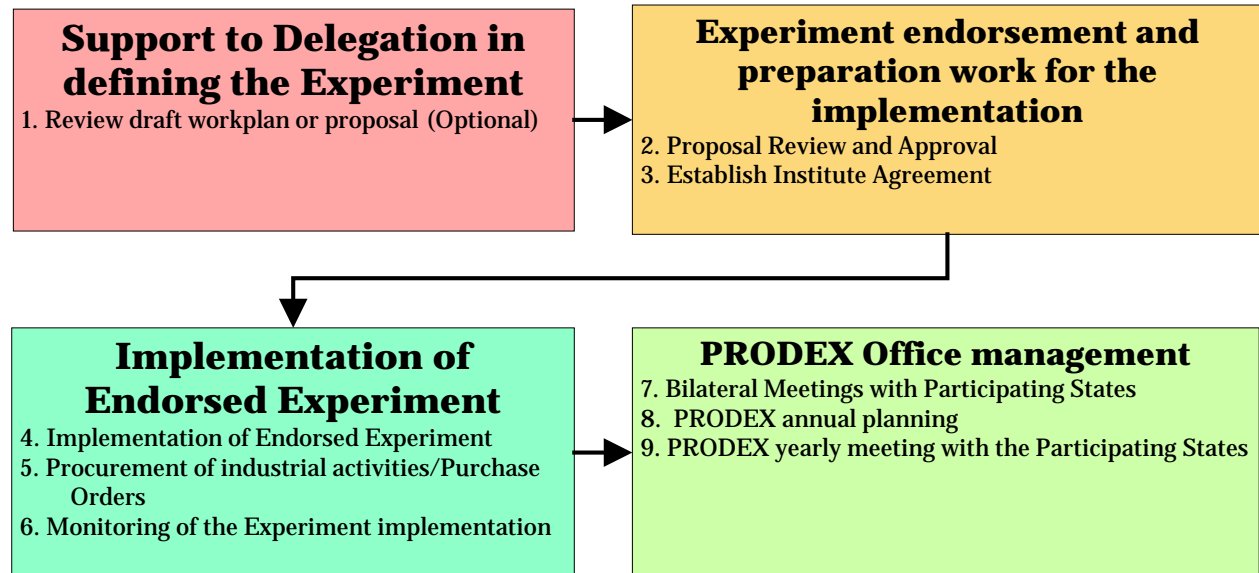 Support to Delegation in
defining the Experiment
1. Review draft workplan or proposal (Optional)
Experiment endorsement and
preparation work for the
implementation
2. Proposal Review and Approval
3. Establish Institute Agreement
Implementation of
Endorsed Experiment
4. Implementation of Endorsed Experiment
5. Procurement of industrial activities/Purchase
Orders
6. Monitoring of the Experiment implementation
PRODEX Office management
7. Bilateral Meetings with Participating States
8. PRODEX annual planning
9. PRODEX yearly meeting with the Participating States